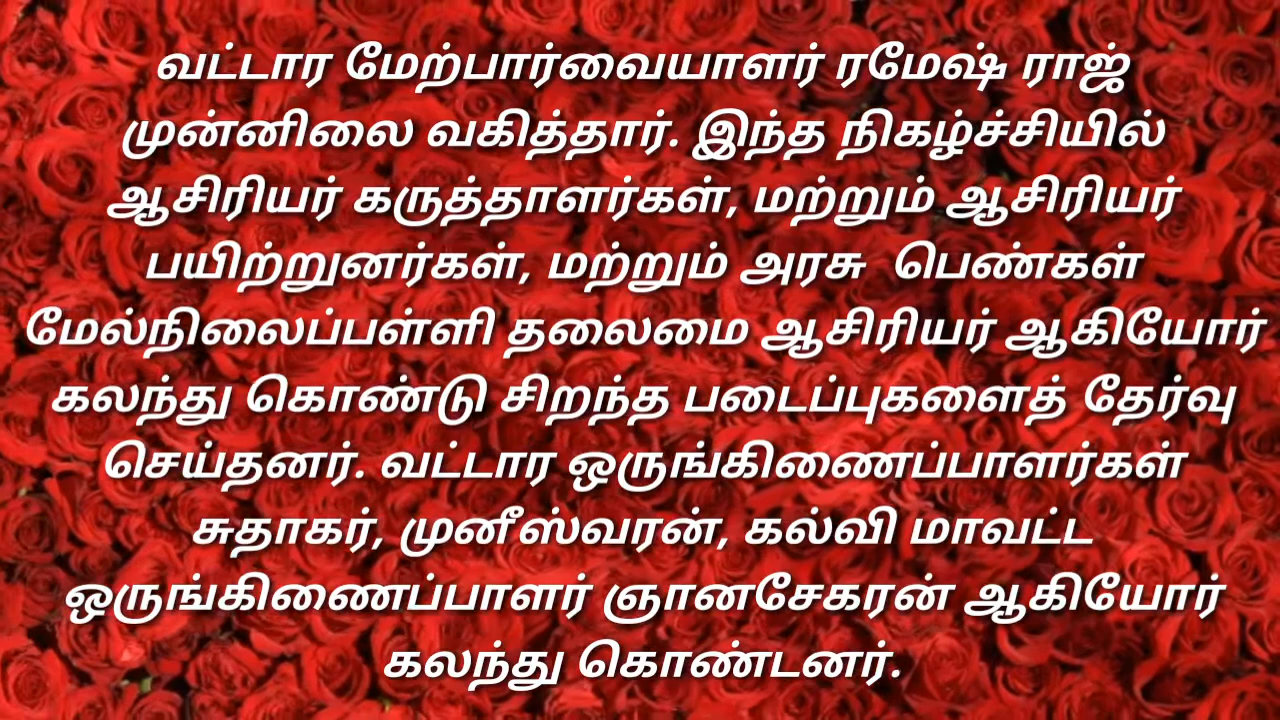 வட்டார மேற்பார்வையாளர் ரமேஷ் ராஜ்
முன்னிலை வகித்தார். இந்த நிகழ்ச்சியில்
ஆசிரியர் கருத்தாளர்கள், மற்றும் ஆசிரியர்
பயிற்றுனர்கள், மற்றும் அரசு பெண்கள்
மேல்நிலைப்பள்ளி தலைமை ஆசிரியர் ஆகியோர்
கலந்து கொண்டு சிறந்த படைப்புகளைத் தேர்வு
செய்தனர். வட்டார ஒருங்கிணைப்பாளர்கள்
சுதாகர், முனீஸ்வரன், கல்வி மாவட்ட
ஒருங்கிணைப்பாளர் ஞானசேகரன் ஆகியோர்
கலந்து கொண்டனர்.